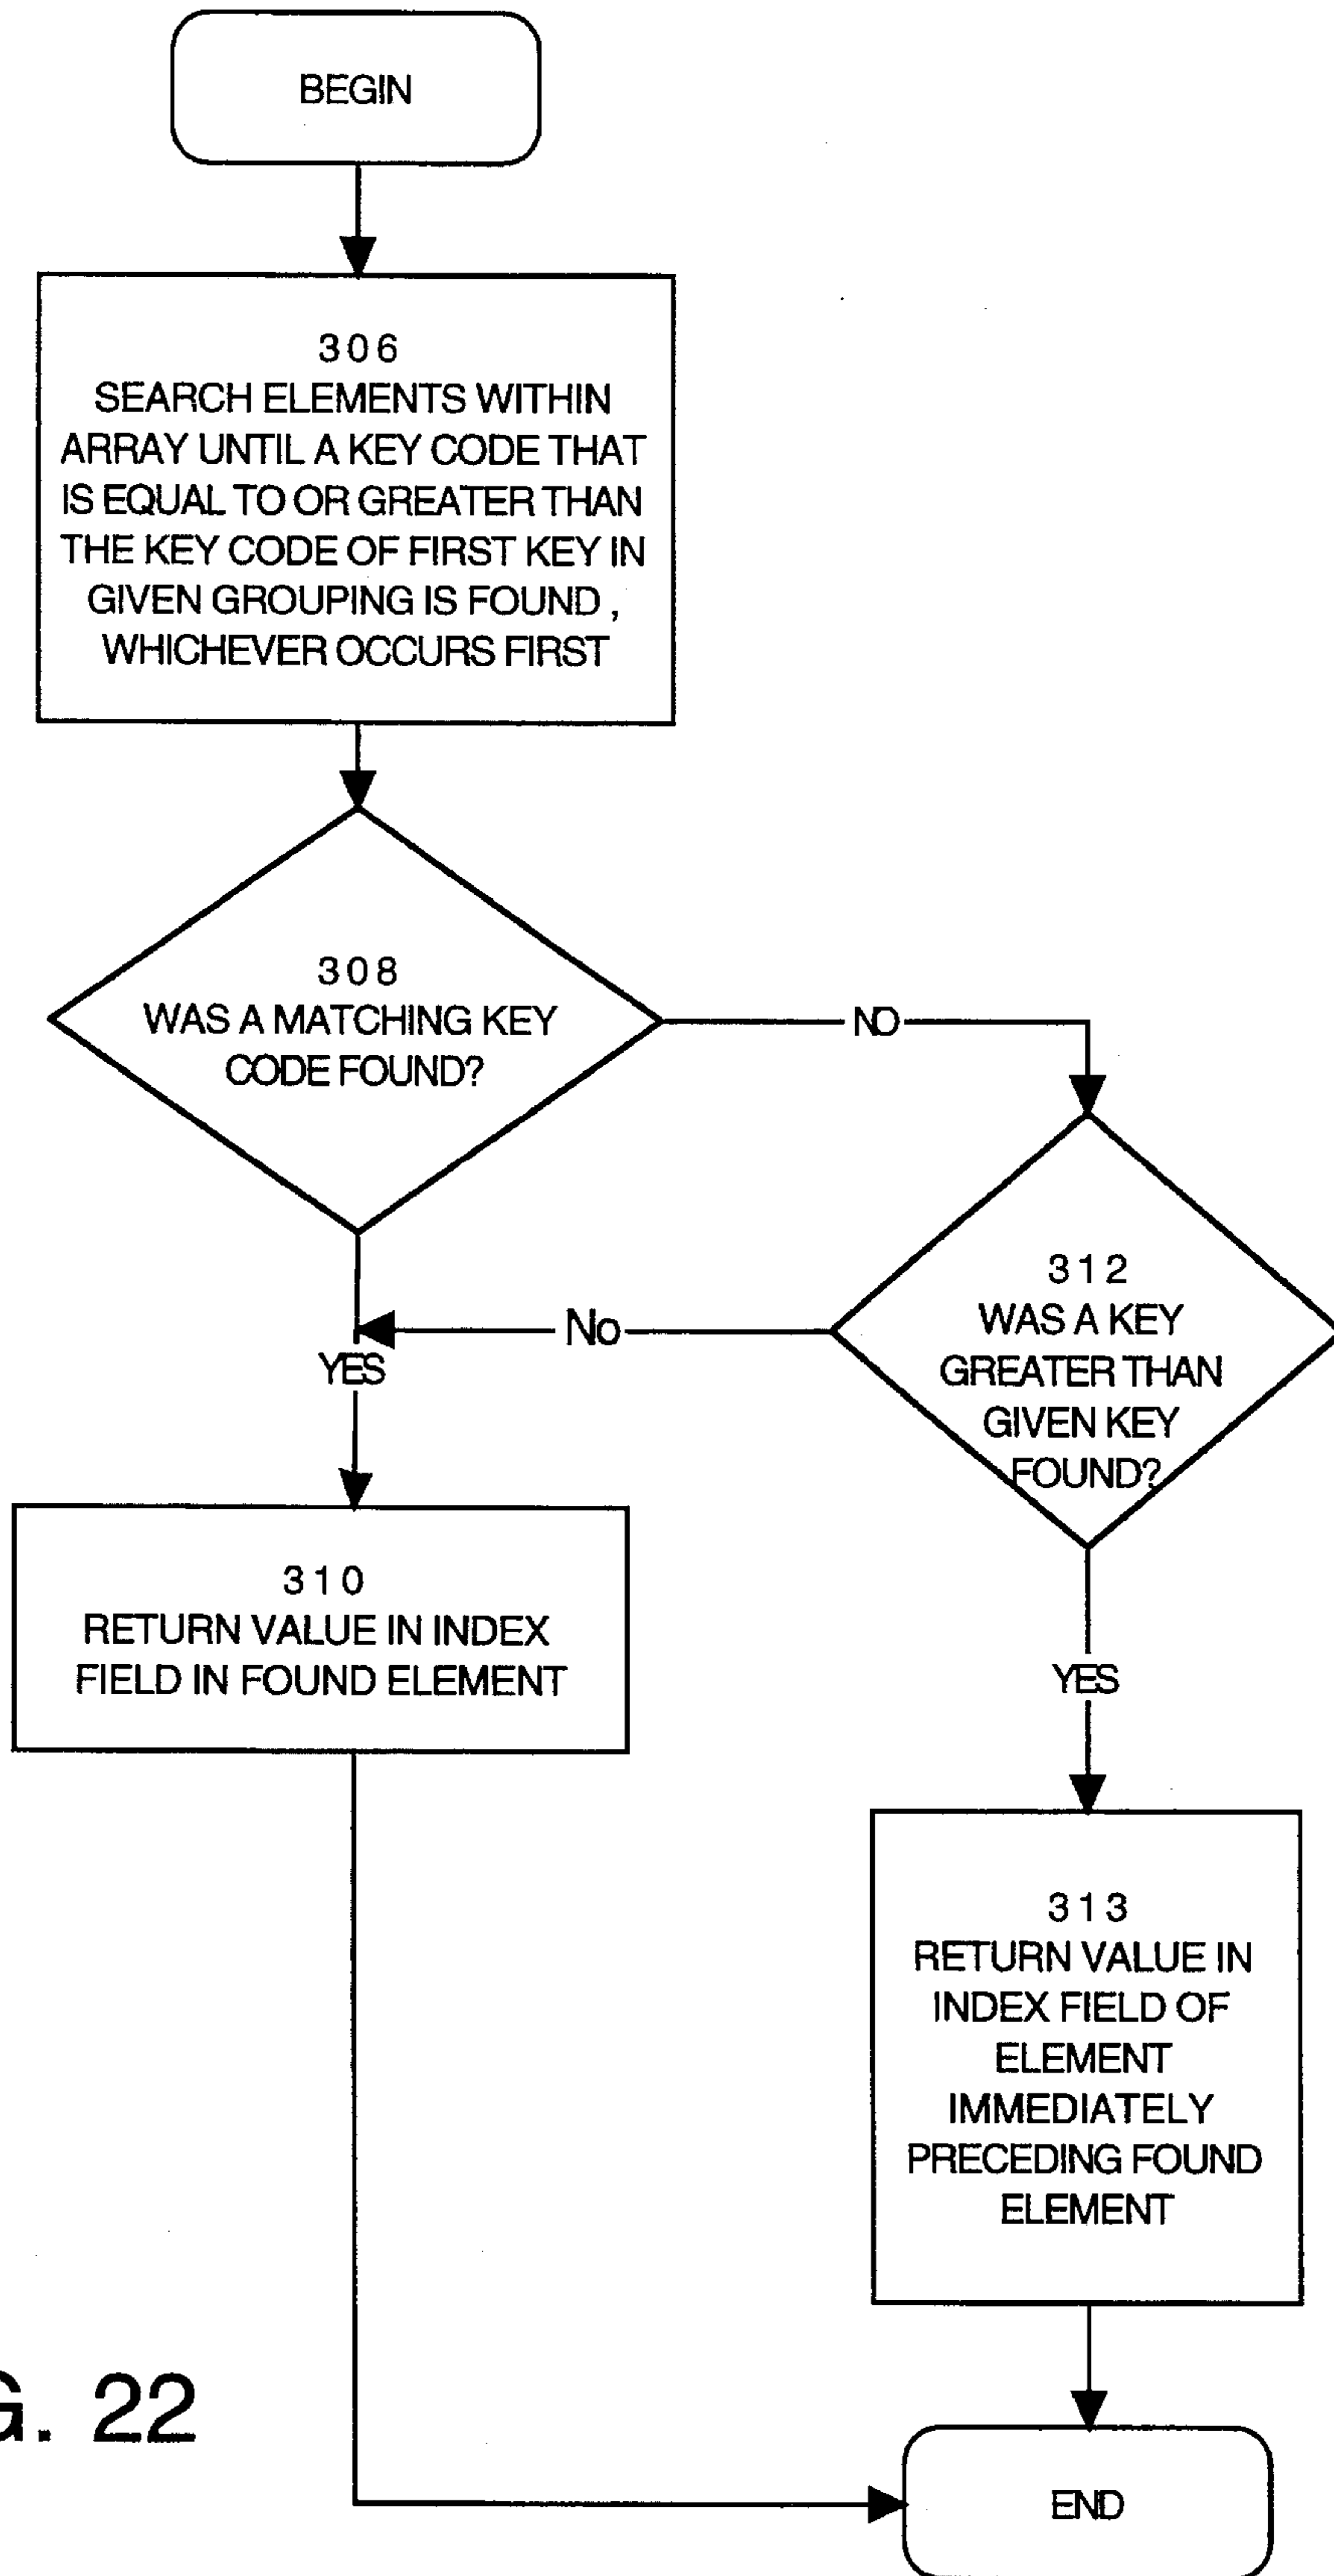 BEGIN
306
SEARCH ELEMENTS WITHIN
ARRAY UNTIL A KEY CODE THAT
IS EQUAL TO OR GREATER THAN
THE KEY CODE OF FIRST KEY IN
GIVEN GROUPING IS FOUND ,
WHICHEVER OCCURS FIRST
308
WAS A MATCHING KEY
CODE FOUND?
NO
312
WAS A KEY
GREATER THAN
GIVEN KEY
FOUND?
No
YES
310
RETURN VALUE IN INDEX
FIELD IN FOUND ELEMENT
YES
313
RETURN VALUE IN
INDEX FIELD OF
ELEMENT
IMMEDIATELY
PRECEDING FOUND
ELEMENT
G. 22
END